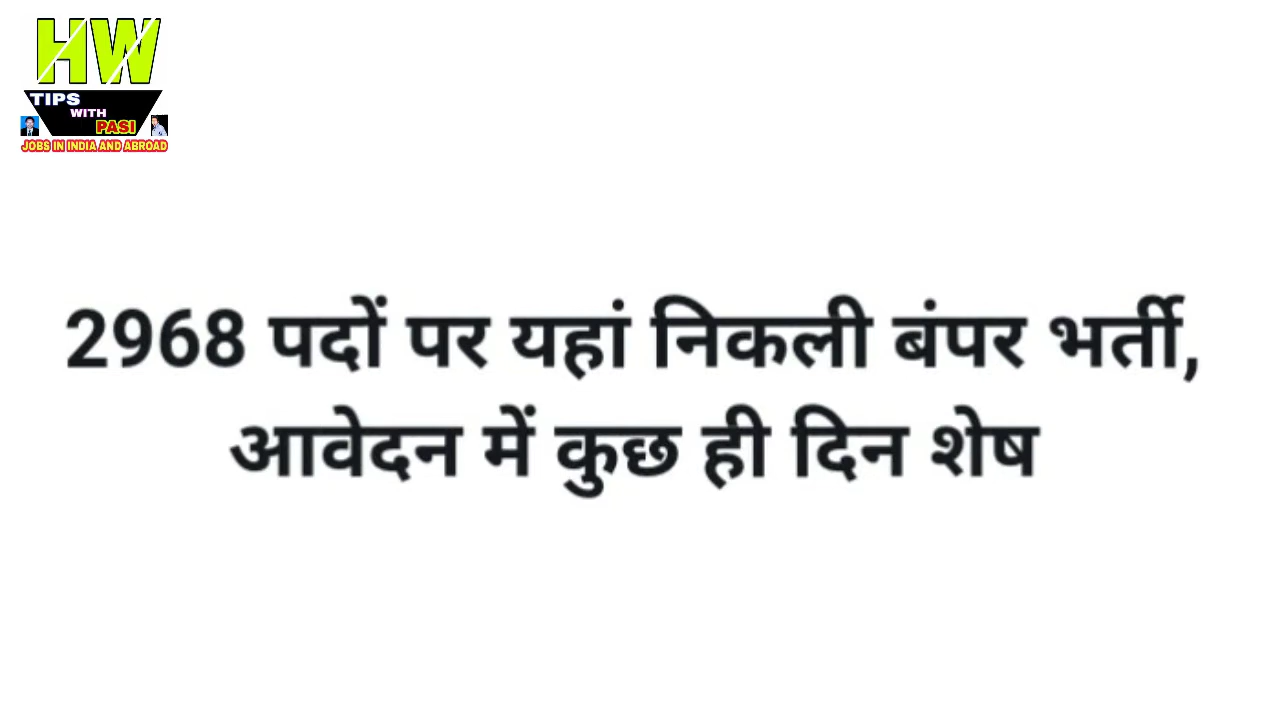 HW
TIPS
WITH
PASI
JOBS IN INDIA AND ABROAD
2968 पदों पर यहां निकली बंपर भर्ती,
आवेदन में कुछ ही दिन शेष